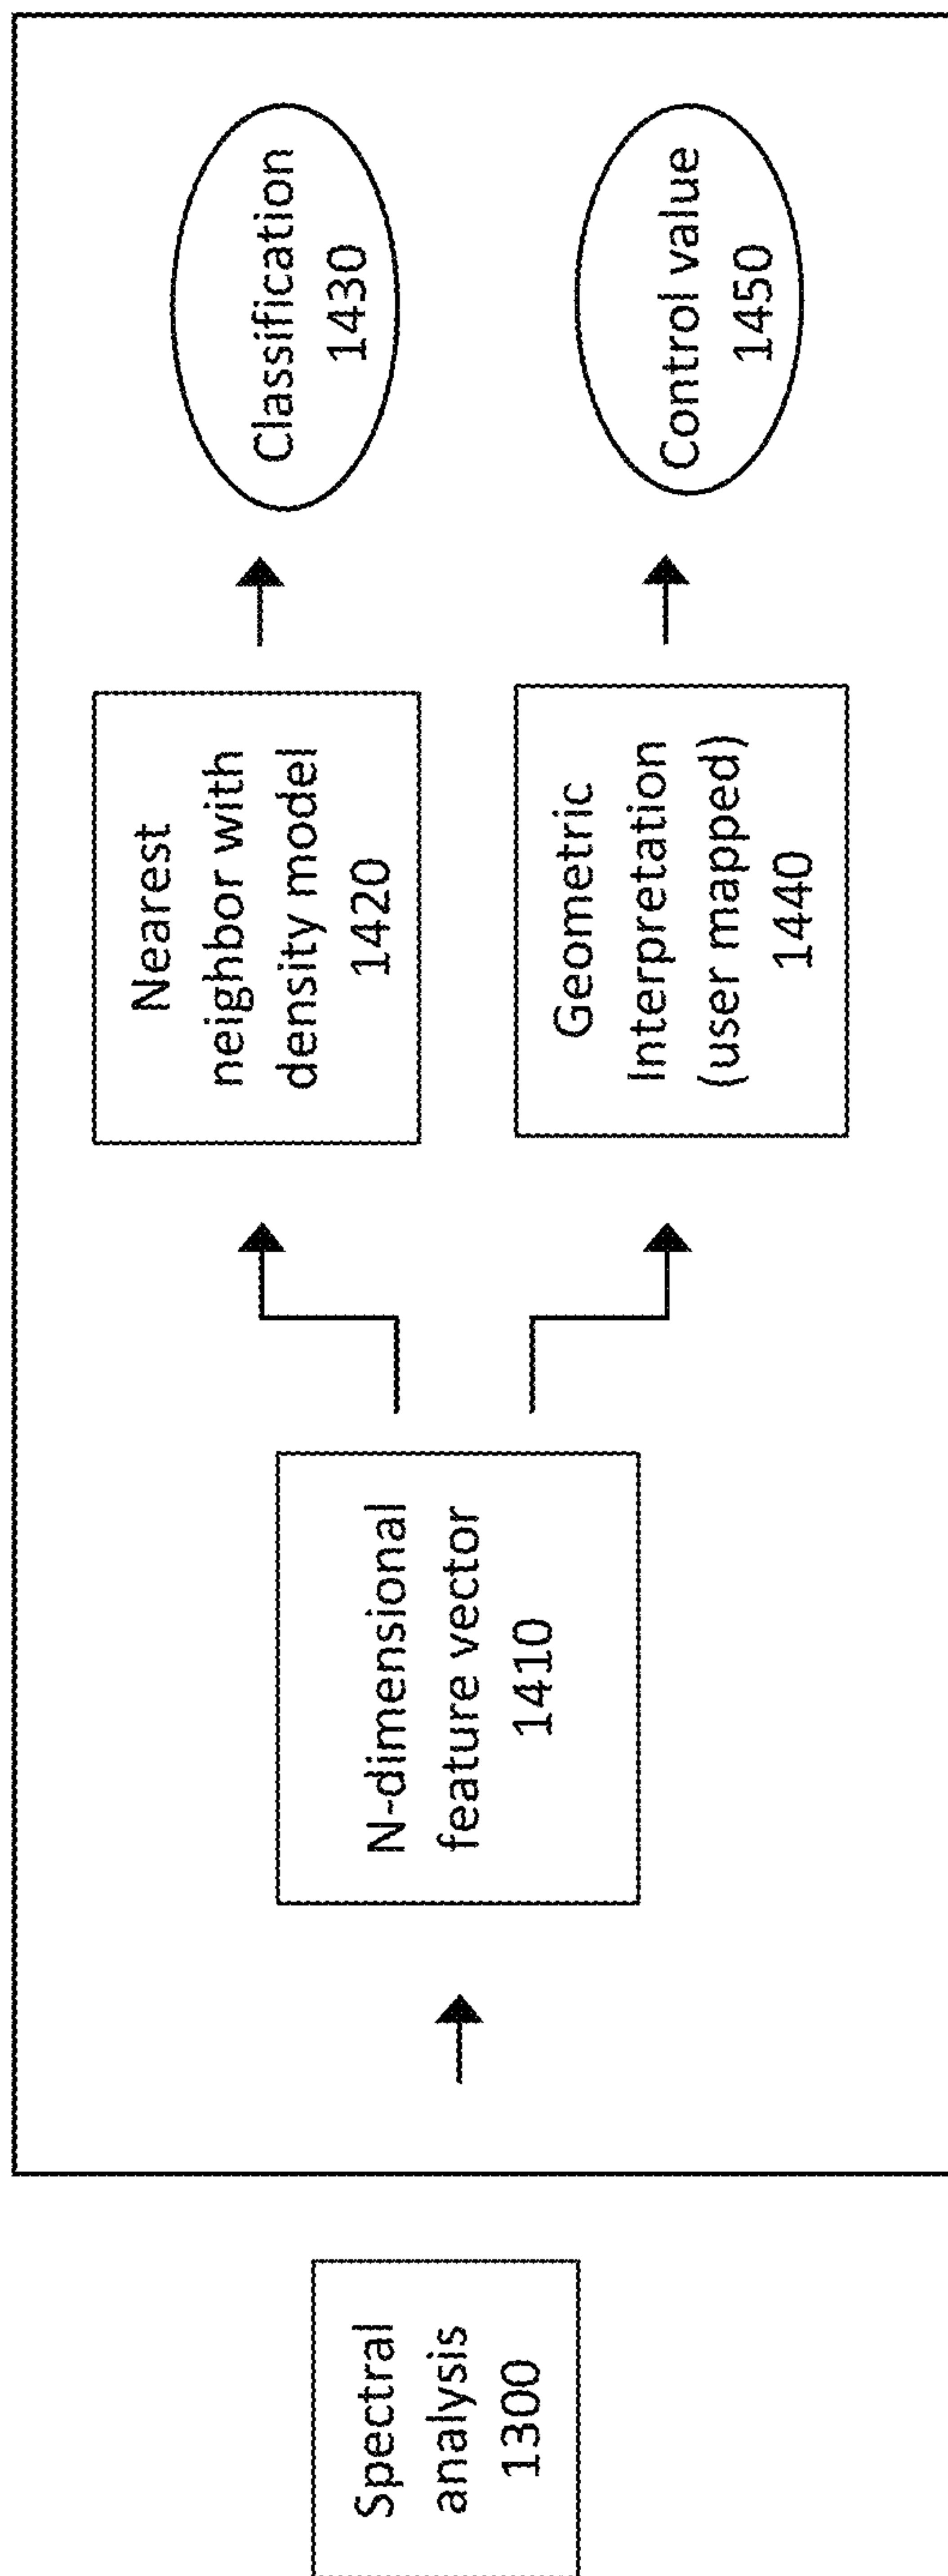 Spectral
analysis
1300
N-dimensional
feature vector
1410
Nearest
neighbor with
density model
1420
Classification
1430
Geometric
Interpretation
(user mapped)
1440
Control value
1450